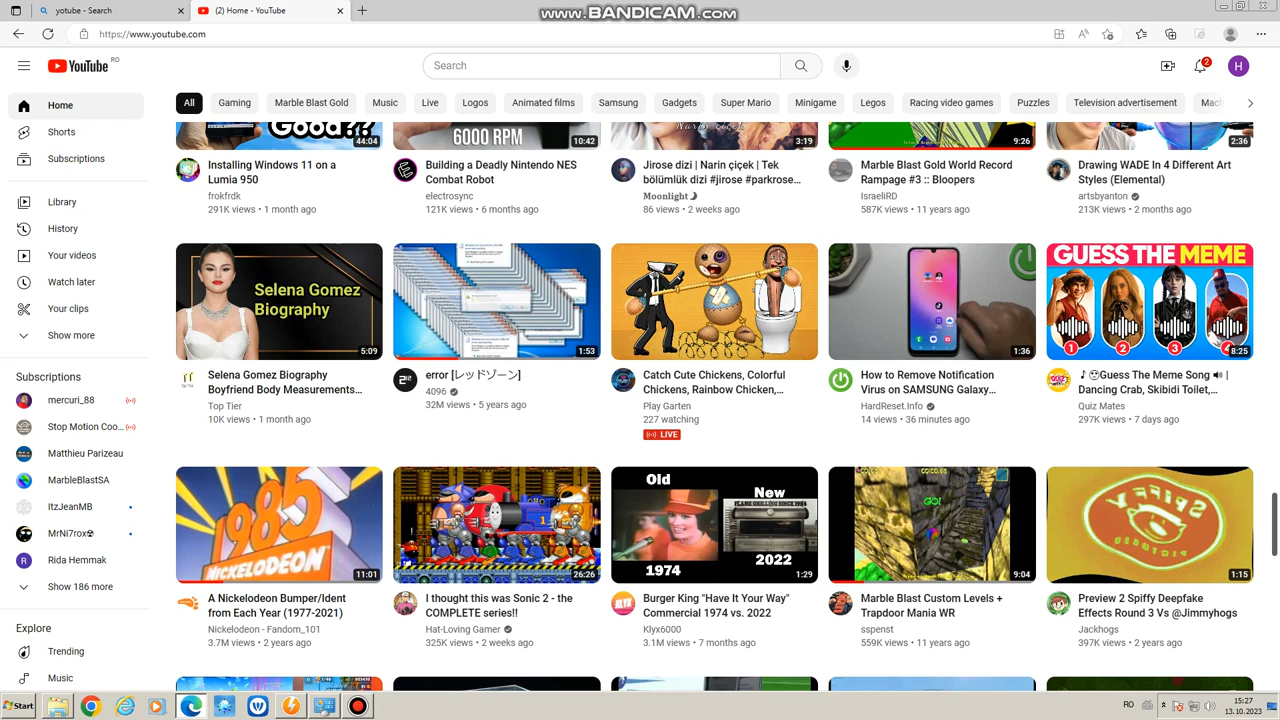 yotube - Search
(2) Home - YouTube
www.BANDICAM.com
https://www.youtube.com
YouTube RO
Search
2
H
Home
Shorts
Subscriptions
Library
History
Your videos
Watch later
Your clips
Show more
Subscriptions
mercuri_88
Stop Motion Coo...
Matthieu Parizeau
MarbleBlastSA
ItzJeanMB
MrNi7rox☢
R
Rida Hemmak
Show 186 more
Explore
Trending
Music
All
Gaming
Marble Blast Gold
Music
Live
Logos
Animated films
Samsung
Gadgets
Super Mario
Minigame
Legos
Racing video games
Puzzles
Television advertisement
Mach
Good??
44:04
Installing Windows 11 on a
Lumia 950
frokfrdk
291K views • 1 month ago
6000 RPM
10:42
Building a Deadly Nintendo NES
Combat Robot
electrosync
121K views • 6 months ago
3:19
Jirose dizi | Narin çiçek | Tek
bölümlük dizi #jirose #parkrose...
Moonlight
86 views • 2 weeks ago
9:26
Marble Blast Gold World Record
Rampage #3 :: Bloopers
IsraeliRD
587K views • 11 years ago
2:36
Drawing WADE In 4 Different Art
Styles (Elemental)
artsbyanton
213K views • 2 months ago
Selena Gomez
Biography
5:09
Selena Gomez Biography
Boyfriend Body Measurements...
Top Tier
10K views • 1 month ago
1:53
error [レッドゾーン]
4096
32M views • 5 years ago
Catch Cute Chickens, Colorful
Chickens, Rainbow Chicken,...
Play Garten
227 watching
LIVE
1:36
How to Remove Notification
Virus on SAMSUNG Galaxy...
HardReset.Info
14 views • 36 minutes ago
GUESS THE MEME
1 2 3 4
8:25
♪ Guess The Meme Song | 
Dancing Crab, Skibidi Toilet,...
Quiz Mates
297K views • 7 days ago
1985
NICKELODEON
11:01
A Nickelodeon Bumper/Ident
from Each Year (1977-2021)
Nickelodeon - Fandom_101
3.7M views • 2 years ago
26:26
I thought this was Sonic 2 - the
COMPLETE series!!
Hat-Loving Gamer
325K views • 2 weeks ago
Old
New
1974
2022
1:29
KLYX
Burger King "Have It Your Way"
Commercial 1974 vs. 2022
Klyx6000
3.1M views • 7 months ago
GO!
9:04
Marble Blast Custom Levels +
Trapdoor Mania WR
sspenst
559K views • 11 years ago
1:15
Preview 2 Spiffy Deepfake
Effects Round 3 Vs @Jimmyhogs
Jackhogs
397K views • 2 years ago
Start
RO
15:27
13.10.2023